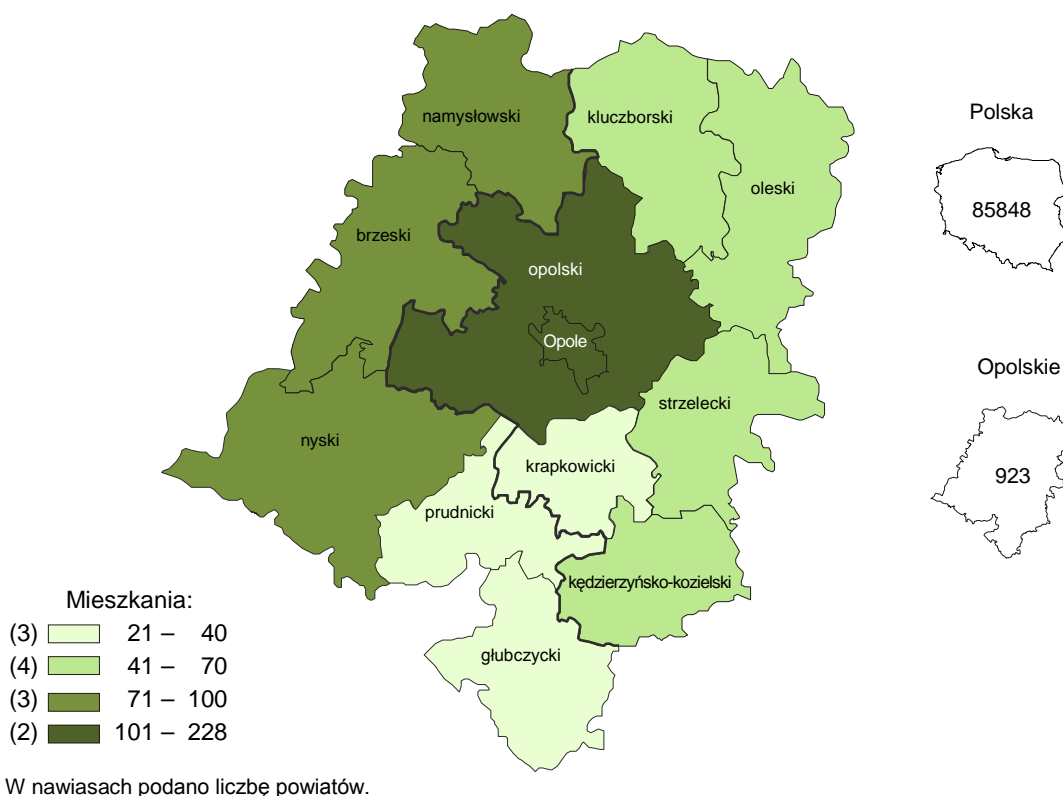 namysłowski
kluczborski
oleski
brzeski
opolski
Opole
strzelecki
nyski
krapkowicki
prudnicki
kędzierzyńsko-kozielski
głubczycki
Polska
85848
Opolskie
923
Mieszkania:
(3) 21 – 40
(4) 41 – 70
(3) 71 – 100
(2) 101 – 228
W nawiasach podano liczbę powiatów.